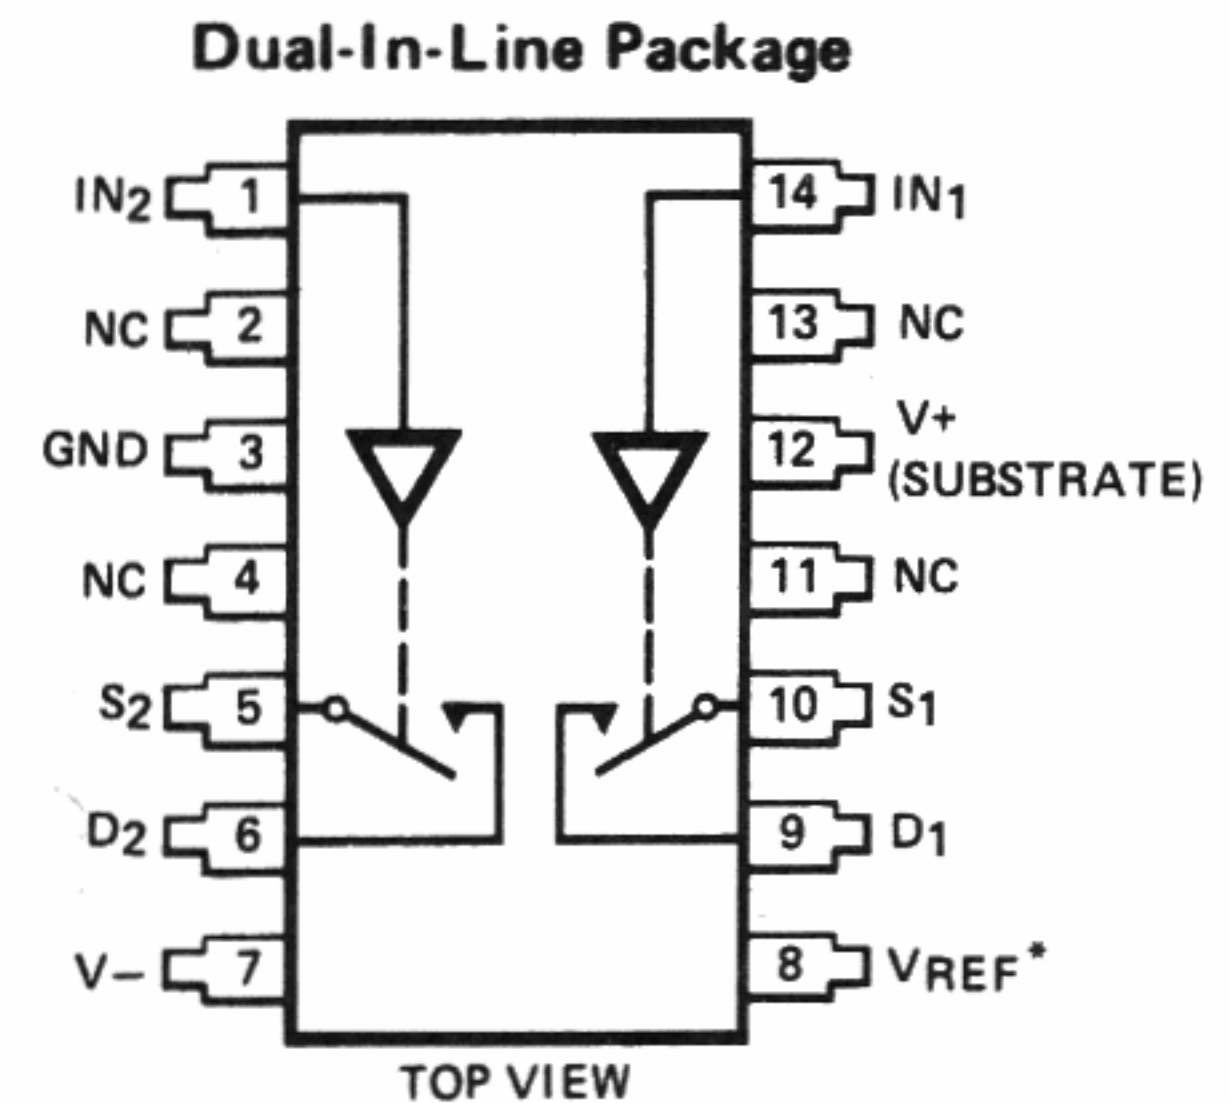 Dual-In-Line Package
IN2 1 14 IN1
NC 2 13 NC
GND 3 12 V+
(SUBSTRATE)
NC 4 11 NC
S2 5 10 S1
D2 6 9 D1
V− 7 8 VREF*
TOP VIEW